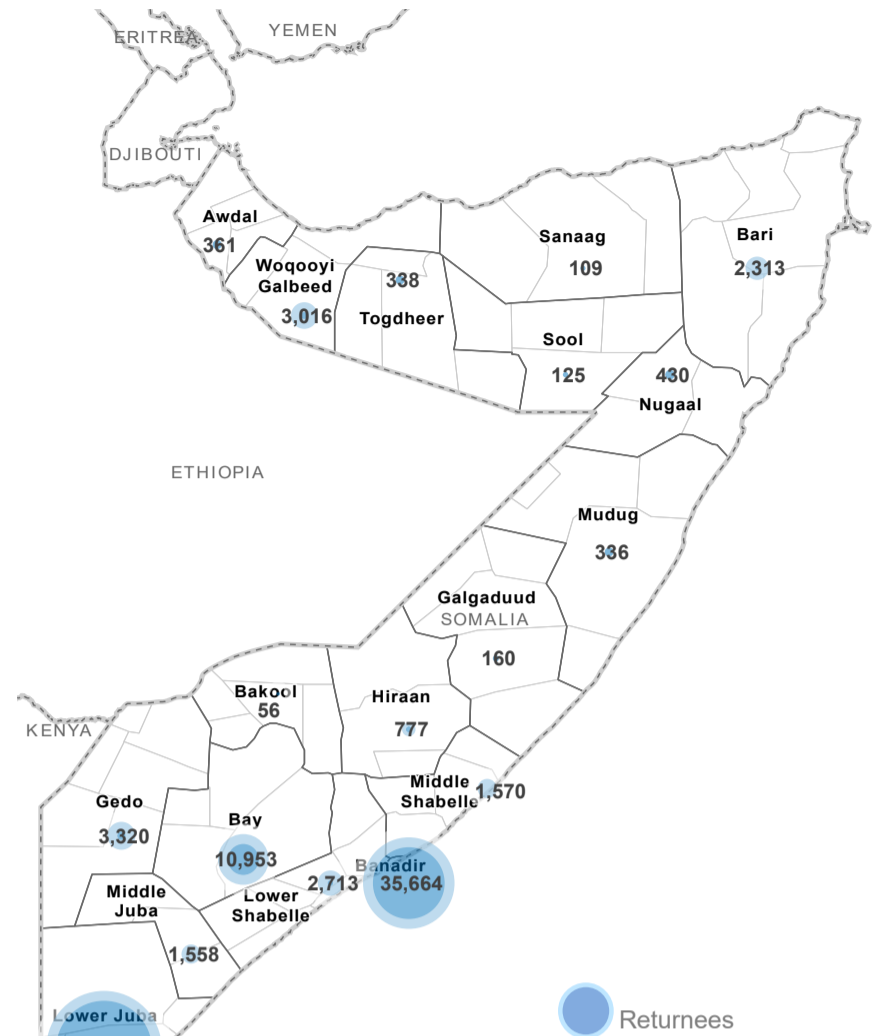 YEMEN
ERITREA
DJIBOUTI
Awdal
361
Woqooyi
Galbeed
3,016
338
Togdheer
Sanaag
109
Bari
2,313
Sool
125
430
Nugaal
ETHIOPIA
Mudug
336
Galgaduud
SOMALIA
160
Bakool
56
Hiraan
777
KENYA
Middle
Shabelle
1,570
Gedo
3,320
Bay
10,953
Banadir
35,664
2,713
Lower
Shabelle
Middle
Juba
1,558
Lower Juba
Returnees